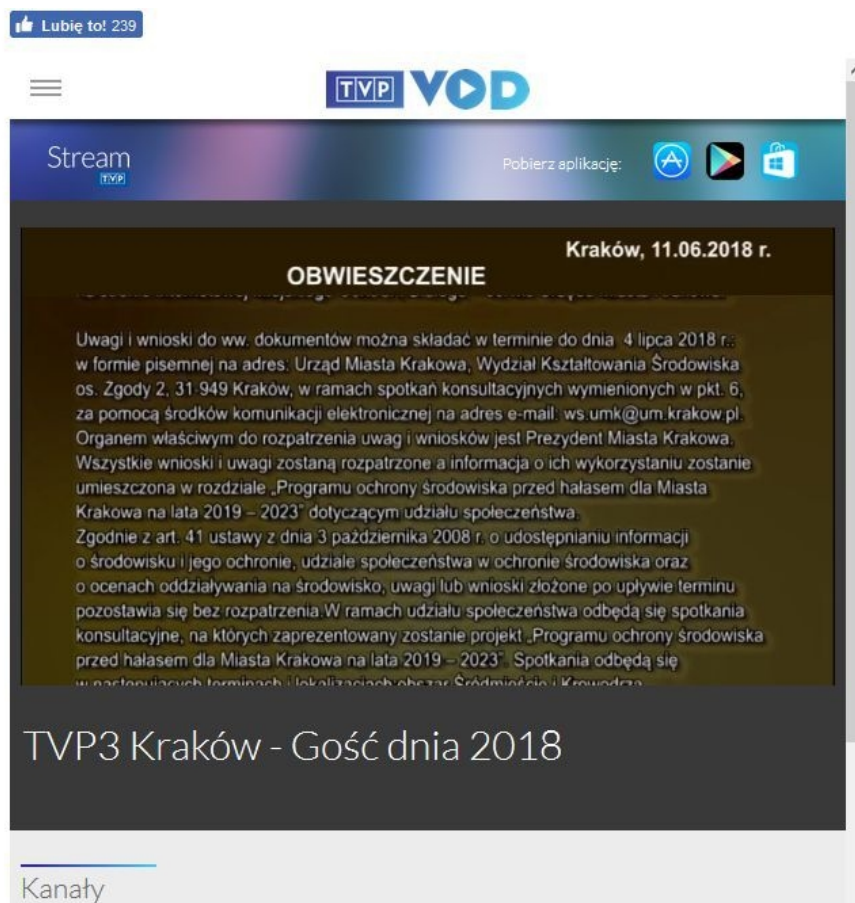 Lubię to! 239
TVP VOD
Stream
TVP
Pobierz aplikację:
Kraków, 11.06.2018 r.
OBWIESZCZENIE
Uwagi i wnioski do ww. dokumentów można składać w terminie do dnia 4 lipca 2018 r.:
w formie pisemnej na adres: Urząd Miasta Krakowa, Wydział Kształtowania Środowiska
os. Zgody 2, 31-949 Kraków, w ramach spotkań konsultacyjnych wymienionych w pkt. 6,
za pomocą środków komunikacji elektronicznej na adres e-mail: ws.umk@um.krakow.pl.
Organem właściwym do rozpatrzenia uwag i wniosków jest Prezydent Miasta Krakowa.
Wszystkie wnioski i uwagi zostaną rozpatrzone a informacja o ich wykorzystaniu zostanie
umieszczona w rozdziale „Programu ochrony środowiska przed hałasem dla Miasta
Krakowa na lata 2019 – 2023” dotyczącym udziału społeczeństwa.
Zgodnie z art. 41 ustawy z dnia 3 października 2008 r. o udostępnianiu informacji
o środowisku i jego ochronie, udziale społeczeństwa w ochronie środowiska oraz
o ocenach oddziaływania na środowisko, uwagi lub wnioski złożone po upływie terminu
pozostawia się bez rozpatrzenia.W ramach udziału społeczeństwa odbędą się spotkania
konsultacyjne, na których zaprezentowany zostanie projekt „Programu ochrony środowiska
przed hałasem dla Miasta Krakowa na lata 2019 – 2023”. Spotkania odbędą się
w następujących terminach i lokalizacjach obszar Śródmieście i Krowodrza
TVP3 Kraków - Gość dnia 2018
Kanały